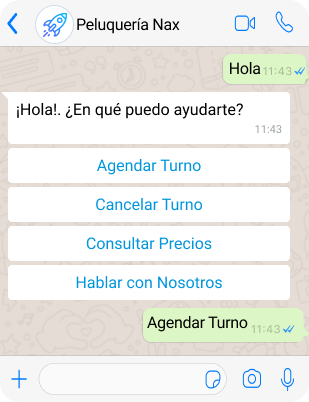 Peluquería Nax
Hola 11:43
¡Hola!. ¿En qué puedo ayudarte?
11:43
Agendar Turno
Cancelar Turno
Consultar Precios
Hablar con Nosotros
Agendar Turno 11:43